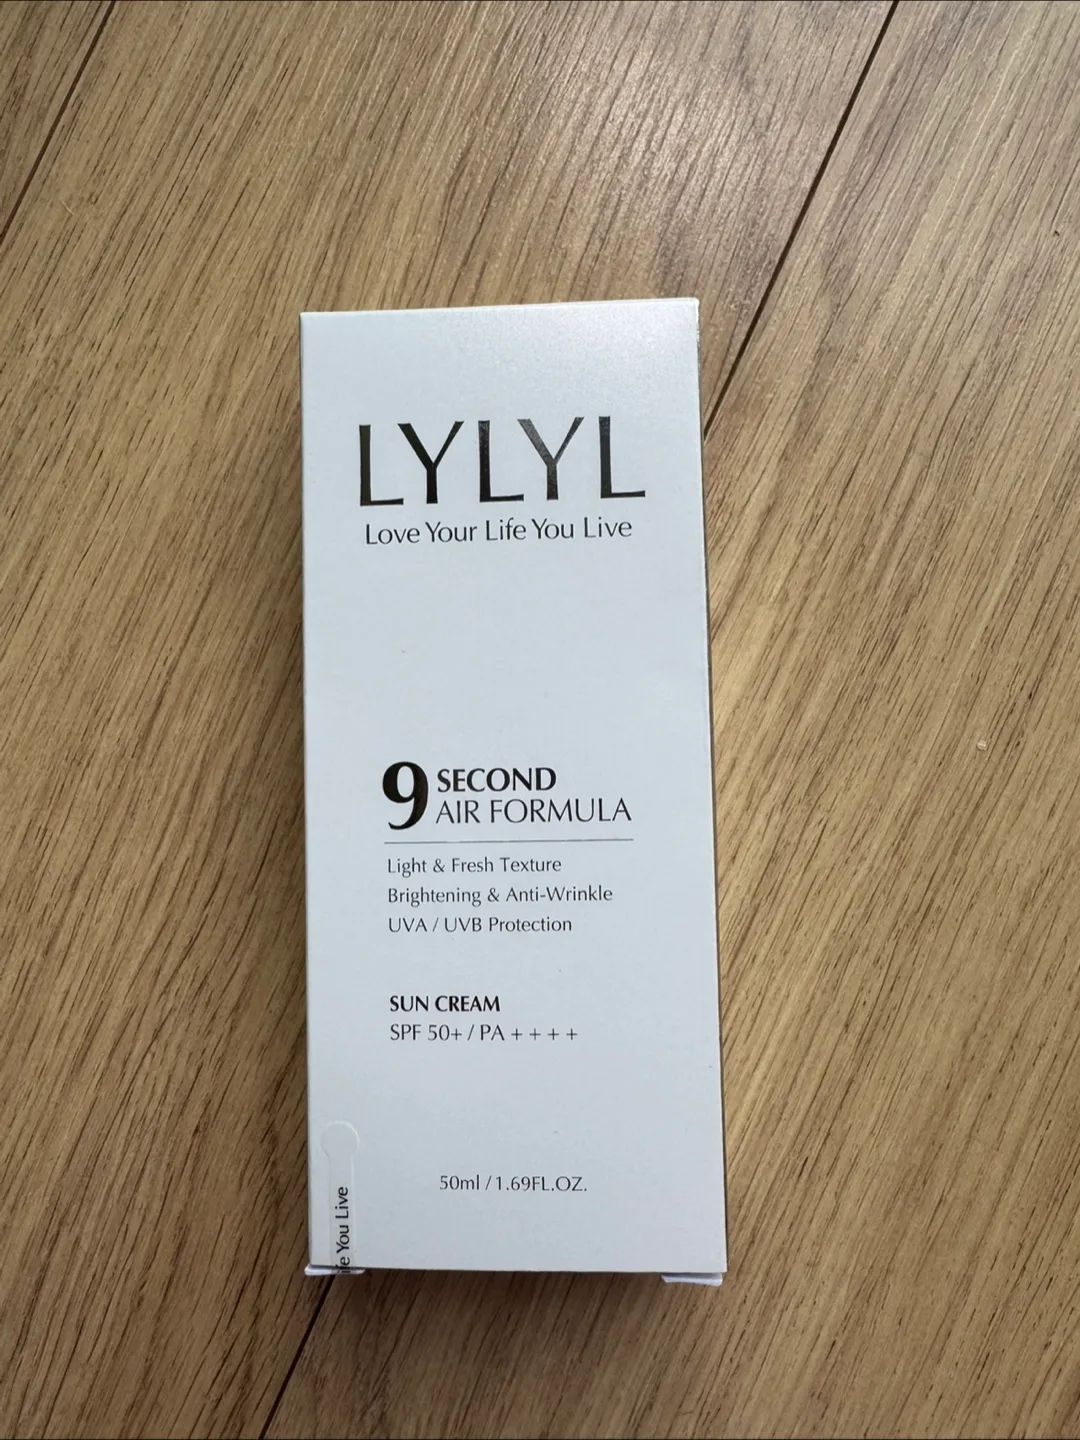 LYLYL
Love Your Life You Live
9 SECOND
AIR FORMULA
Light & Fresh Texture
Brightening & Anti-Wrinkle
UVA / UVB Protection
SUN CREAM
SPF 50+ / PA + + + +
50ml / 1.69FL.OZ.
ife You Live